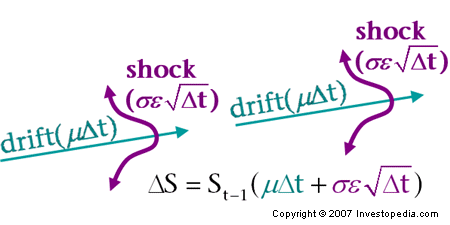 shock
(σε√Δt)
drift(μΔt)
shock
(σε√Δt)
drift(μΔt)
ΔS = S_{t−1}(μΔt + σε√Δt)
Copyright © 2007 Investopedia.com